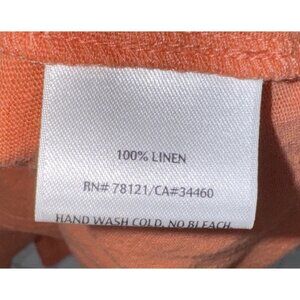 100% LINEN
RN# 78121/CA#34460
HAND WASH COLD. NO BLEACH.